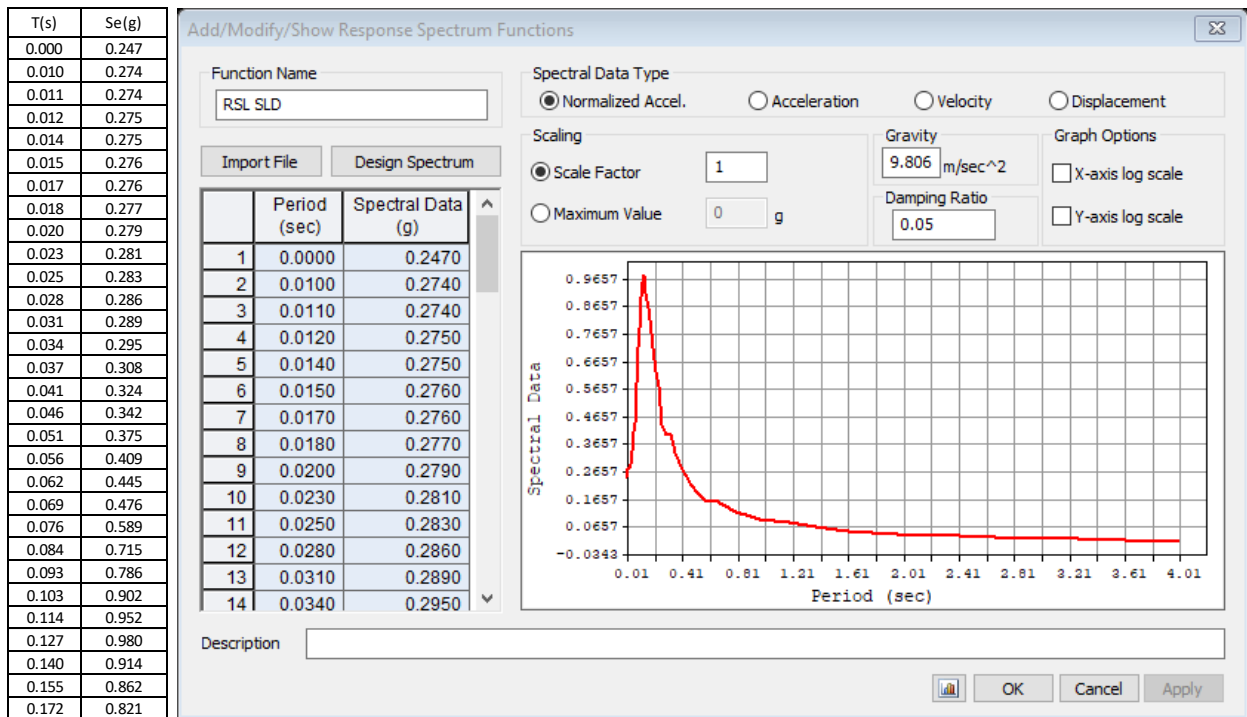 T(s) Se(g)
0.000 0.247
0.010 0.274
0.011 0.274
0.012 0.275
0.014 0.275
0.015 0.276
0.017 0.276
0.018 0.277
0.020 0.279
0.023 0.281
0.025 0.283
0.028 0.286
0.031 0.289
0.034 0.295
0.037 0.308
0.041 0.324
0.046 0.342
0.051 0.375
0.056 0.409
0.062 0.445
0.069 0.476
0.076 0.589
0.084 0.715
0.093 0.786
0.103 0.902
0.114 0.952
0.127 0.980
0.140 0.914
0.155 0.862
0.172 0.821
Add/Modify/Show Response Spectrum Functions
Function Name
RSL SLD
Import File Design Spectrum
Period (sec) Spectral Data (g)
1 0.0000 0.2470
2 0.0100 0.2740
3 0.0110 0.2740
4 0.0120 0.2750
5 0.0140 0.2750
6 0.0150 0.2760
7 0.0170 0.2760
8 0.0180 0.2770
9 0.0200 0.2790
10 0.0230 0.2810
11 0.0250 0.2830
12 0.0280 0.2860
13 0.0310 0.2890
14 0.0340 0.2950
Spectral Data Type
Normalized Accel. Acceleration Velocity Displacement
Scaling
Scale Factor 1
Maximum Value 0 g
Gravity
9.806 m/sec^2
Damping Ratio
0.05
Graph Options
X-axis log scale
Y-axis log scale
Spectral Data
0.9657
0.8657
0.7657
0.6657
0.5657
0.4657
0.3657
0.2657
0.1657
0.0657
-0.0343
0.01 0.41 0.81 1.21 1.61 2.01 2.41 2.81 3.21 3.61 4.01
Period (sec)
Description
OK Cancel Apply